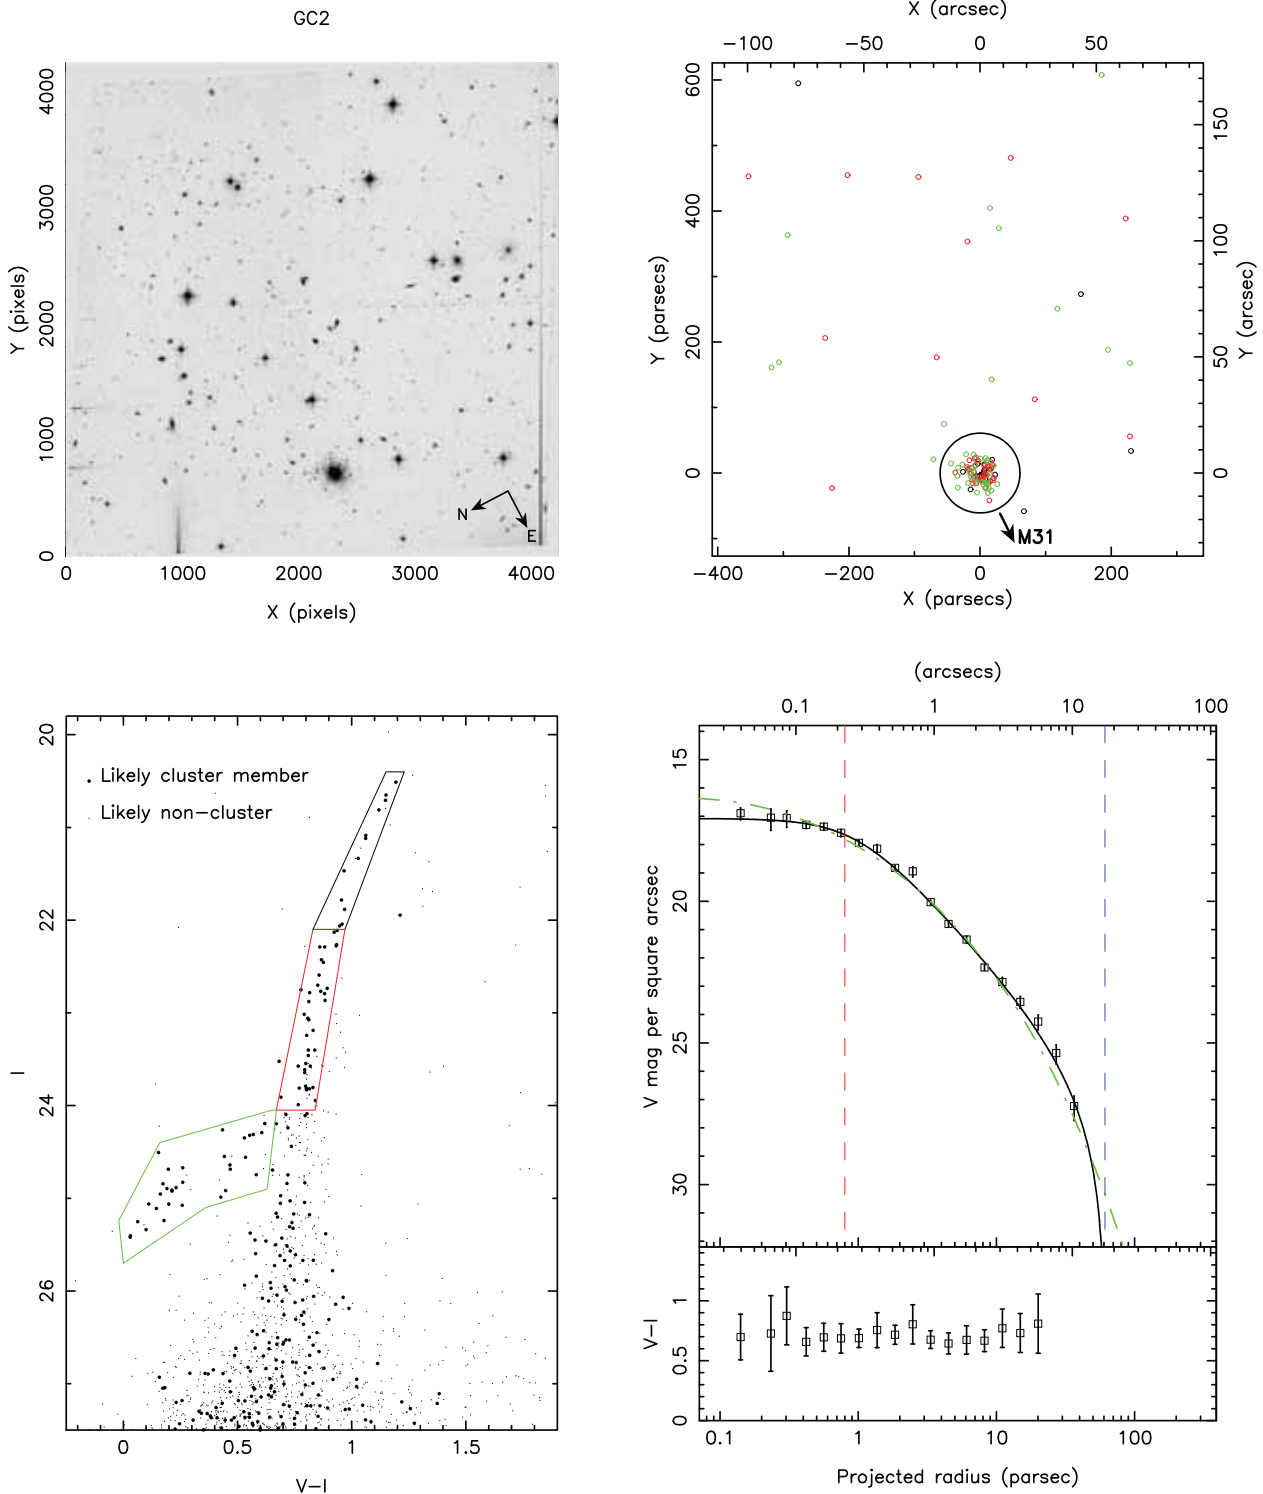 GC2
Y (pixels)
4000
3000
2000
1000
0
N
E
0 1000 2000 3000 4000
X (pixels)
X (arcsec)
−100 −50 0 50
Y (parsecs)
600
400
200
0
150
100
50
0
Y (arcsec)
M31
−400 −200 0 200
X (parsecs)
I
20
22
24
26
Likely cluster member
Likely non−cluster
0 0.5 1 1.5
V−I
(arcsecs)
0.1 1 10 100
V mag per square arcsec
15
20
25
30
V−I
1
0.5
0
0.1 1 10 100
Projected radius (parsec)